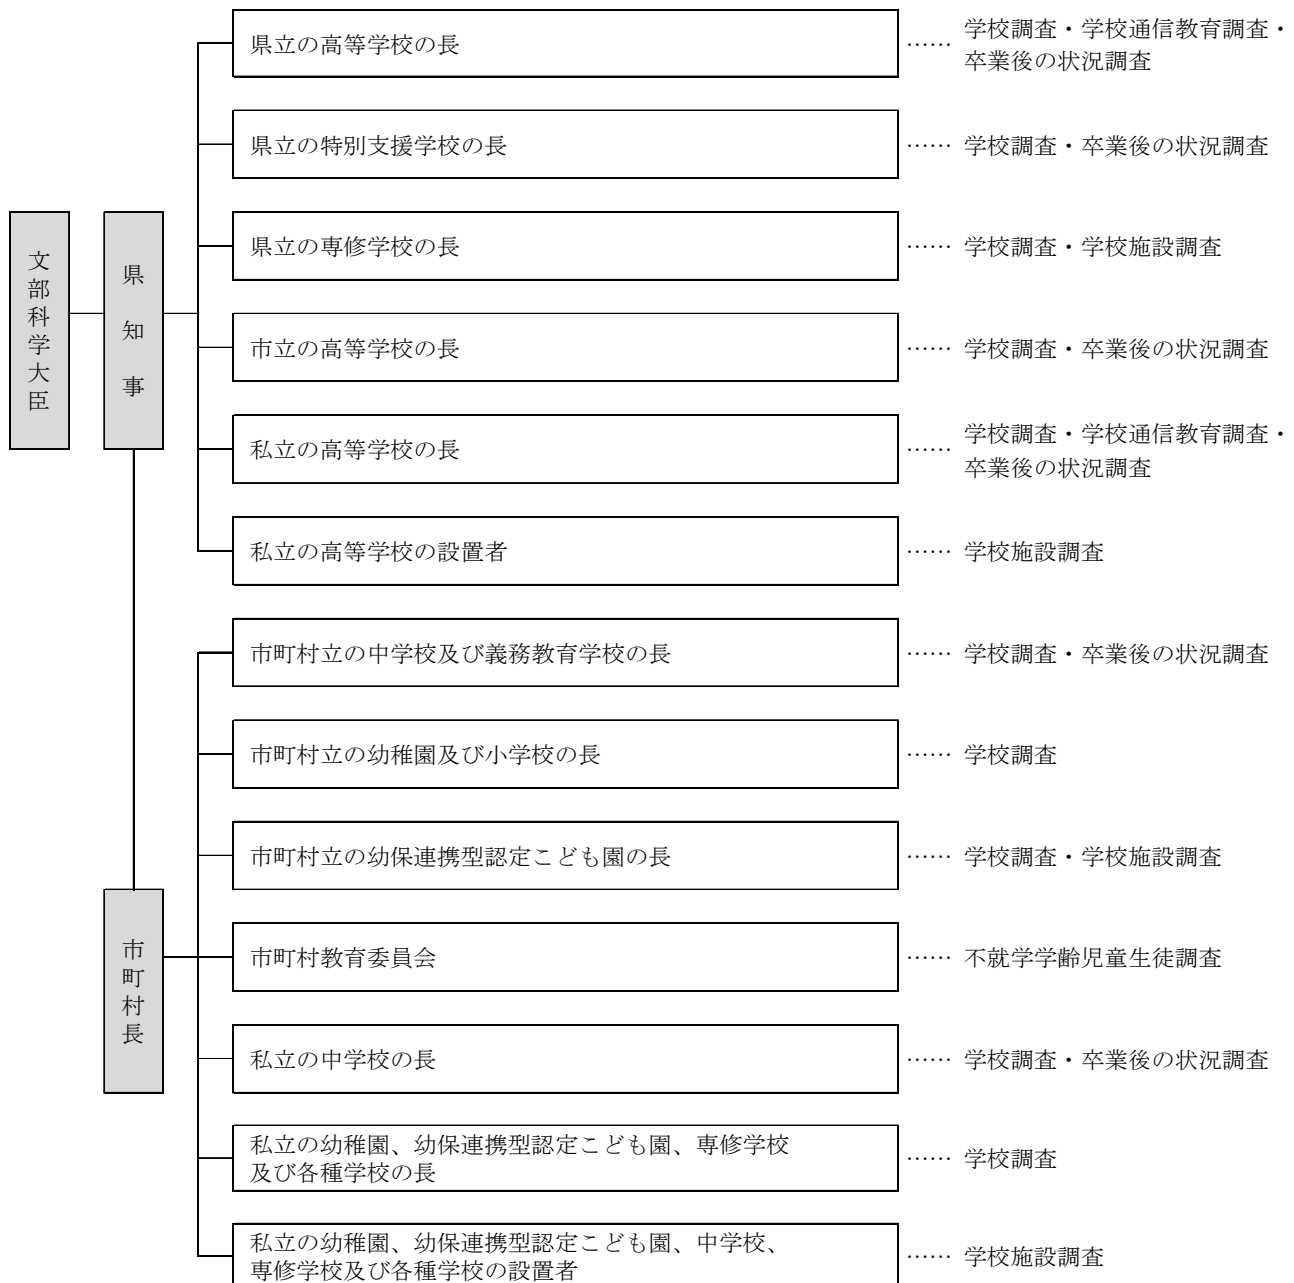 県立の高等学校の長
…… 学校調査・学校通信教育調査・
卒業後の状況調査
県立の特別支援学校の長
…… 学校調査・卒業後の状況調査
県立の専修学校の長
…… 学校調査・学校施設調査
文部科学大臣
県知事
市立の高等学校の長
…… 学校調査・卒業後の状況調査
私立の高等学校の長
…… 学校調査・学校通信教育調査・
卒業後の状況調査
私立の高等学校の設置者
…… 学校施設調査
市町村立の中学校及び義務教育学校の長
…… 学校調査・卒業後の状況調査
市町村立の幼稚園及び小学校の長
…… 学校調査
市町村立の幼保連携型認定こども園の長
…… 学校調査・学校施設調査
市町村長
市町村教育委員会
…… 不就学学齢児童生徒調査
私立の中学校の長
…… 学校調査・卒業後の状況調査
私立の幼稚園、幼保連携型認定こども園、専修学校
及び各種学校の長
…… 学校調査
私立の幼稚園、幼保連携型認定こども園、中学校、
専修学校及び各種学校の設置者
…… 学校施設調査